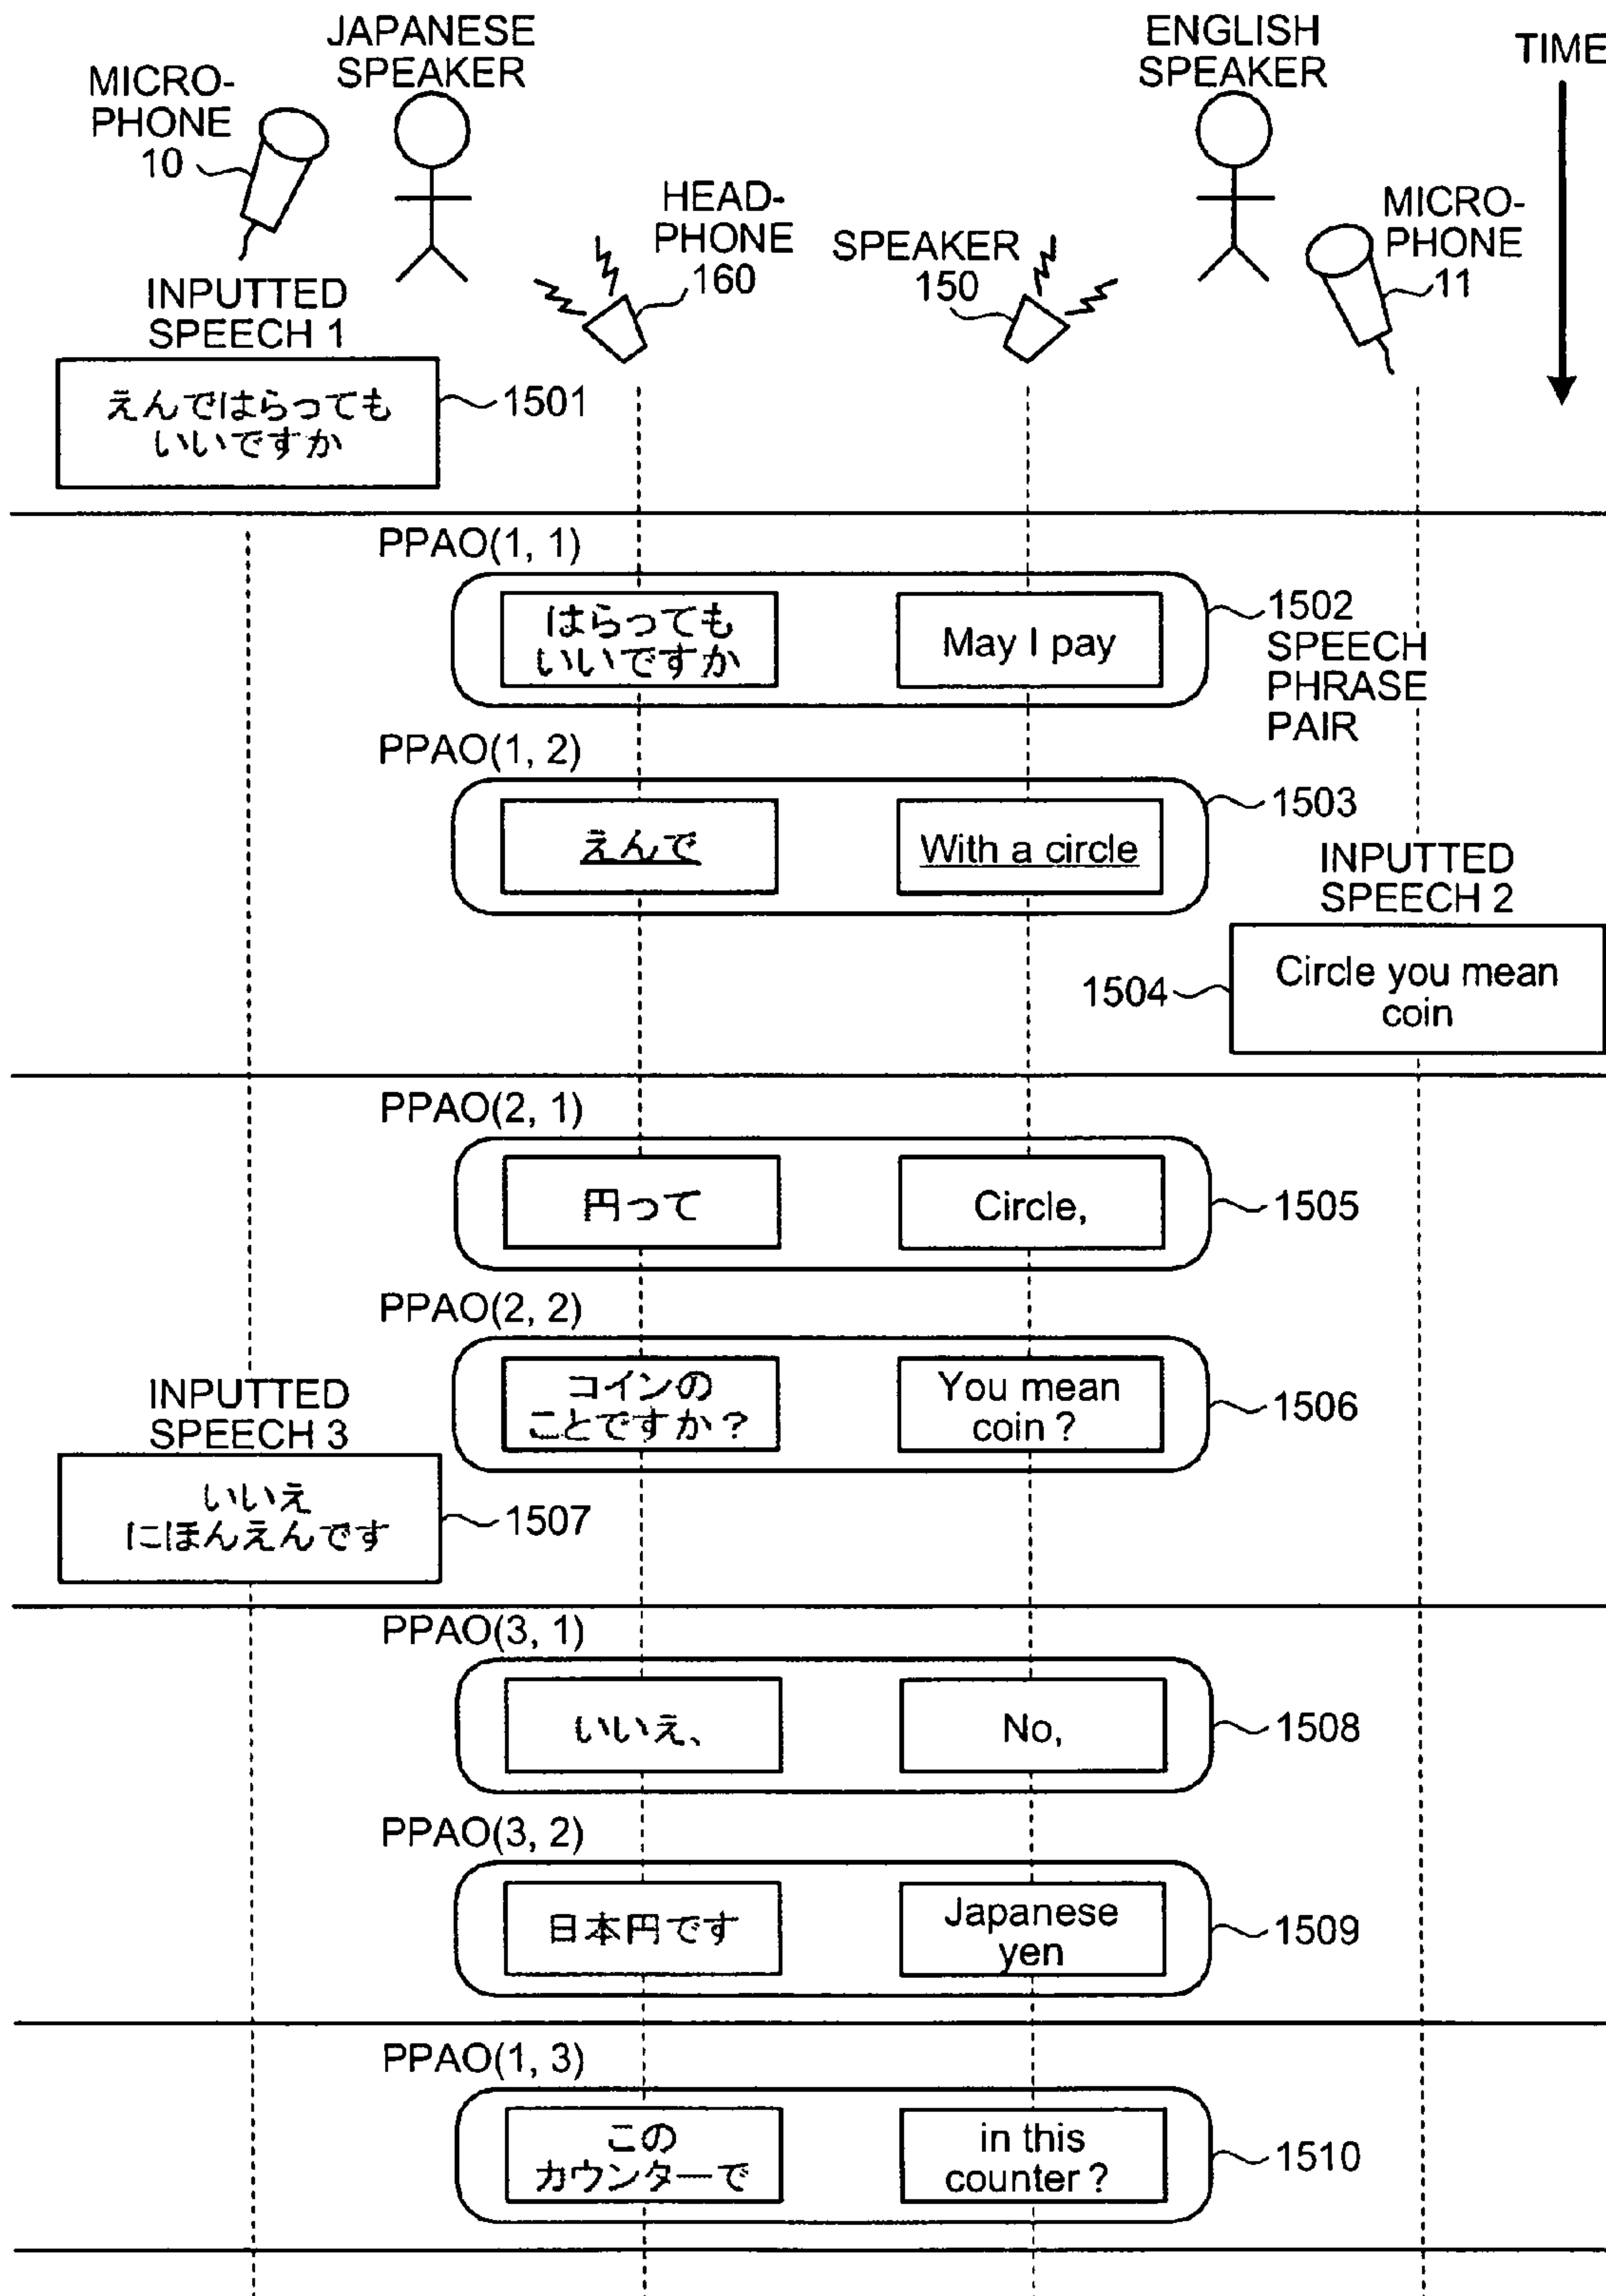 JAPANESE
SPEAKER
ENGLISH
SPEAKER
TIME
MICRO-
PHONE
10
HEAD-
PHONE
160
SPEAKER
150
MICRO-
PHONE
11
INPUTTED
SPEECH 1
えんではらっても
いいですか
1501
PPAO(1, 1)
はらっても
いいですか
May I pay
1502
SPEECH
PHRASE
PAIR
PPAO(1, 2)
えんで
With a circle
1503
INPUTTED
SPEECH 2
Circle you mean
coin
1504
PPAO(2, 1)
円って
Circle,
1505
PPAO(2, 2)
コインの
ことですか?
You mean
coin ?
1506
INPUTTED
SPEECH 3
いいえ
にほんえんです
1507
PPAO(3, 1)
いいえ、
No,
1508
PPAO(3, 2)
日本円です
Japanese
yen
1509
PPAO(1, 3)
この
カウンターで
in this
counter ?
1510